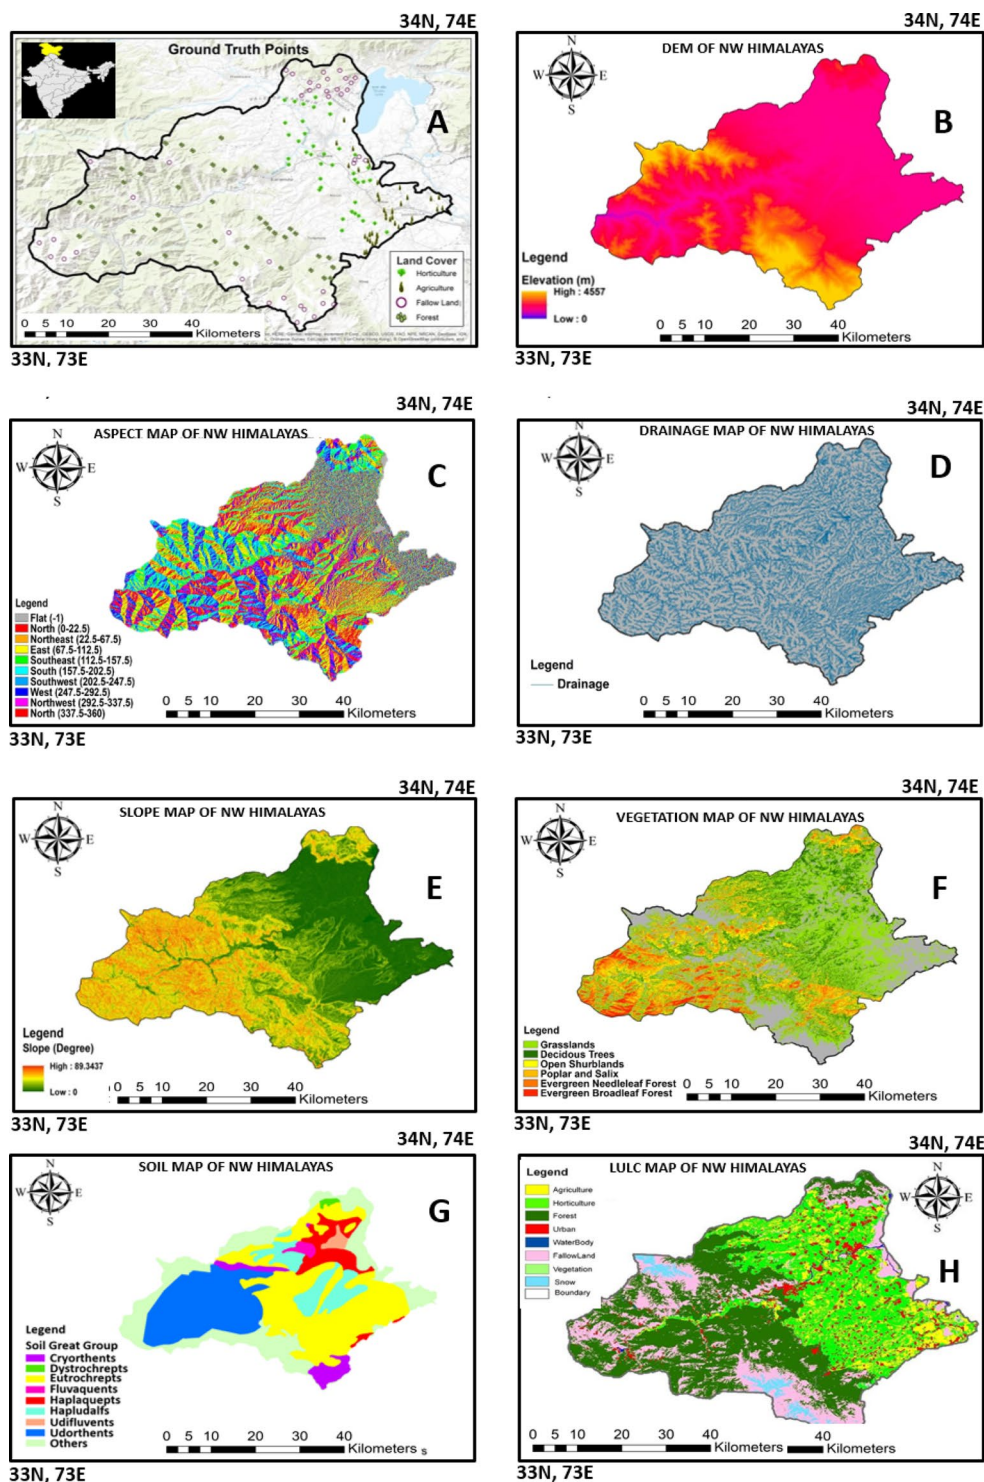 34N, 74E
Ground Truth Points
A
Land Cover
Horticulture
Agriculture
Fallow Land
Forest
0 5 10 20 30 40
Kilometers
33N, 73E
34N, 74E
DEM OF NW HIMALAYAS
N
W E
S
B
Legend
Elevation (m)
High : 4557
Low : 0
0 5 10 20 30 40
Kilometers
33N, 73E
34N, 74E
ASPECT MAP OF NW HIMALAYAS
N
W E
S
C
Legend
Flat (-1)
North (0-22.5)
Northeast (22.5-67.5)
East (67.5-112.5)
Southeast (112.5-157.5)
South (157.5-202.5)
Southwest (202.5-247.5)
West (247.5-292.5)
Northwest (292.5-337.5)
North (337.5-360)
0 5 10 20 30 40
Kilometers
33N, 73E
34N, 74E
DRAINAGE MAP OF NW HIMALAYAS
N
W E
S
D
Legend
Drainage
0 5 10 20 30 40
Kilometers
33N, 73E
34N, 74E
SLOPE MAP OF NW HIMALAYAS
N
W E
S
E
Legend
Slope (Degree)
High : 89.3437
Low : 0
0 5 10 20 30 40
Kilometers
33N, 73E
34N, 74E
VEGETATION MAP OF NW HIMALAYAS
N
W E
S
F
Legend
Grasslands
Decidous Trees
Open Shurblands
Poplar and Salix
Evergreen Needleleaf Forest
Evergreen Broadleaf Forest
0 5 10 20 30 40
Kilometers
33N, 73E
34N, 74E
SOIL MAP OF NW HIMALAYAS
N
W E
S
G
Legend
Soil Great Group
Cryorthents
Dystrochrepts
Eutrochrepts
Fluvaquents
Haplaquepts
Hapludalfs
Udifluvents
Udorthents
Others
0 5 10 20 30 40
Kilometers s
33N, 73E
34N, 74E
LULC MAP OF NW HIMALAYAS
N
W E
S
H
Legend
Agriculture
Horticulture
Forest
Urban
WaterBody
FallowLand
Vegetation
Snow
Boundary
0 5 10 20 30 40 40
Kilometers
33N, 73E